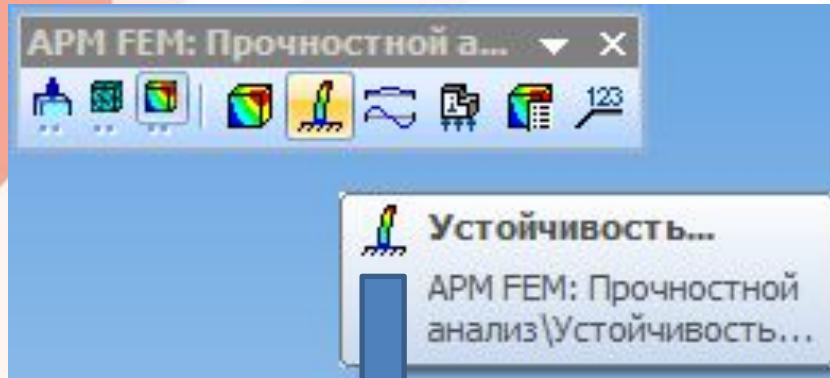 APM FEM: Прочностной а...
123
Устойчивость...
APM FEM: Прочностной
анализ\Устойчивость...